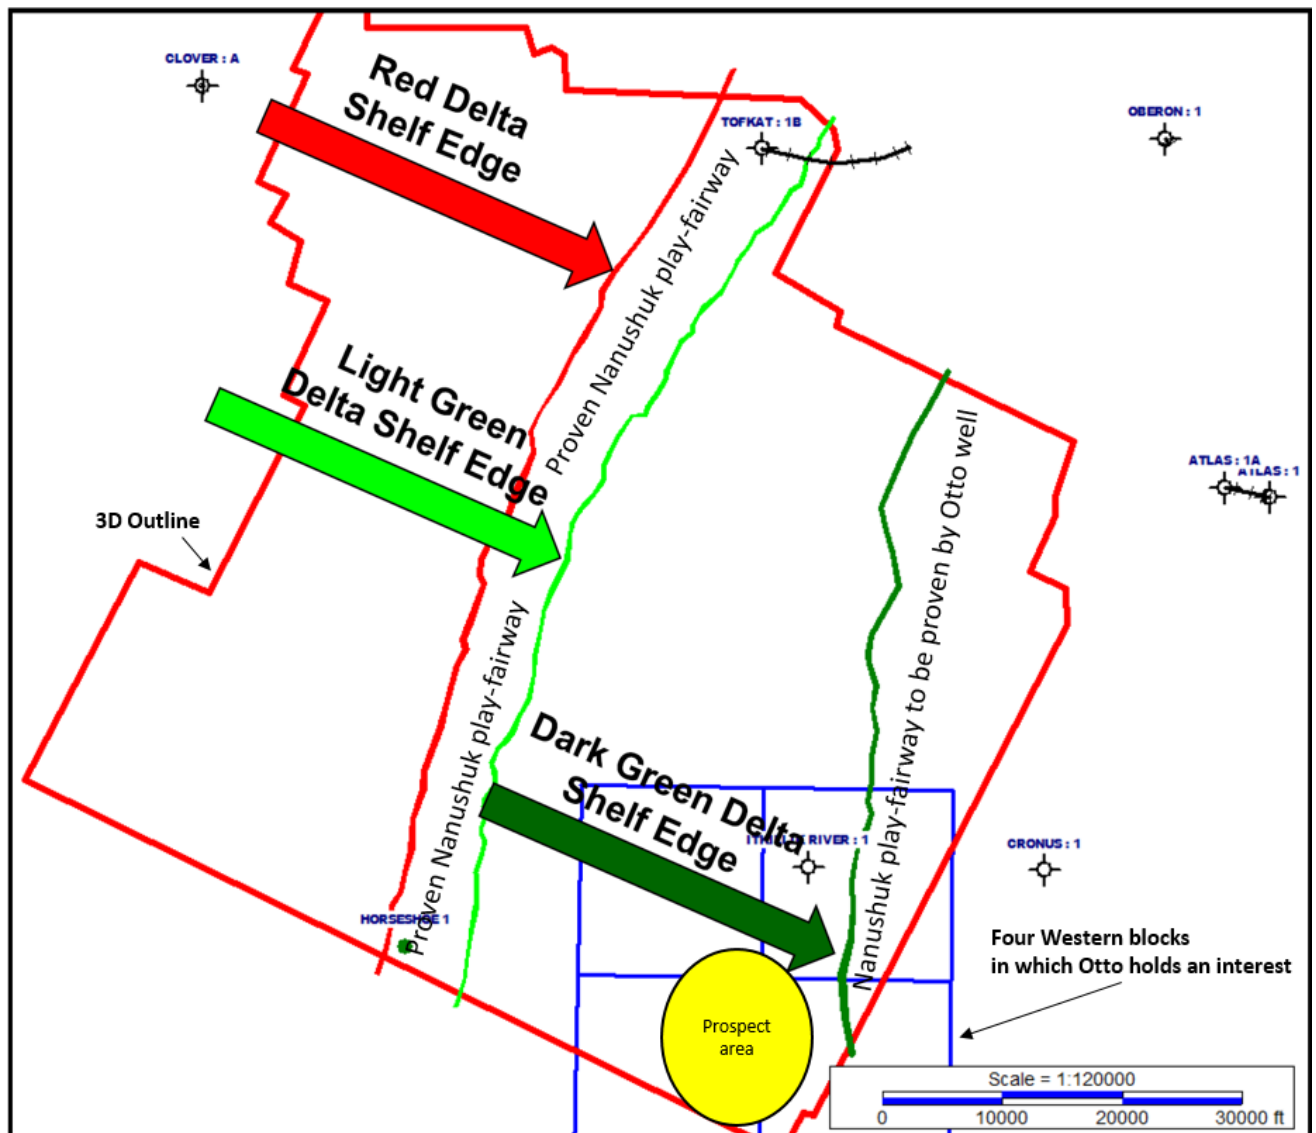 CLOVER : A
Red Delta
Shelf Edge
TOFKAT : 1B
OBERON : 1
Proven Nanushuk play-fairway
Light Green
Delta Shelf Edge
3D Outline
ATLAS : 1A
ATLAS : 1
Nanushuk play-fairway to be proven by Otto well
Proven Nanushuk play-fairway
Dark Green Delta
Shelf Edge
RIVER : 1
CRONUS : 1
HORSESHOE 1
Four Western blocks
in which Otto holds an interest
Prospect
area
Scale = 1:120000
0 10000 20000 30000 ft